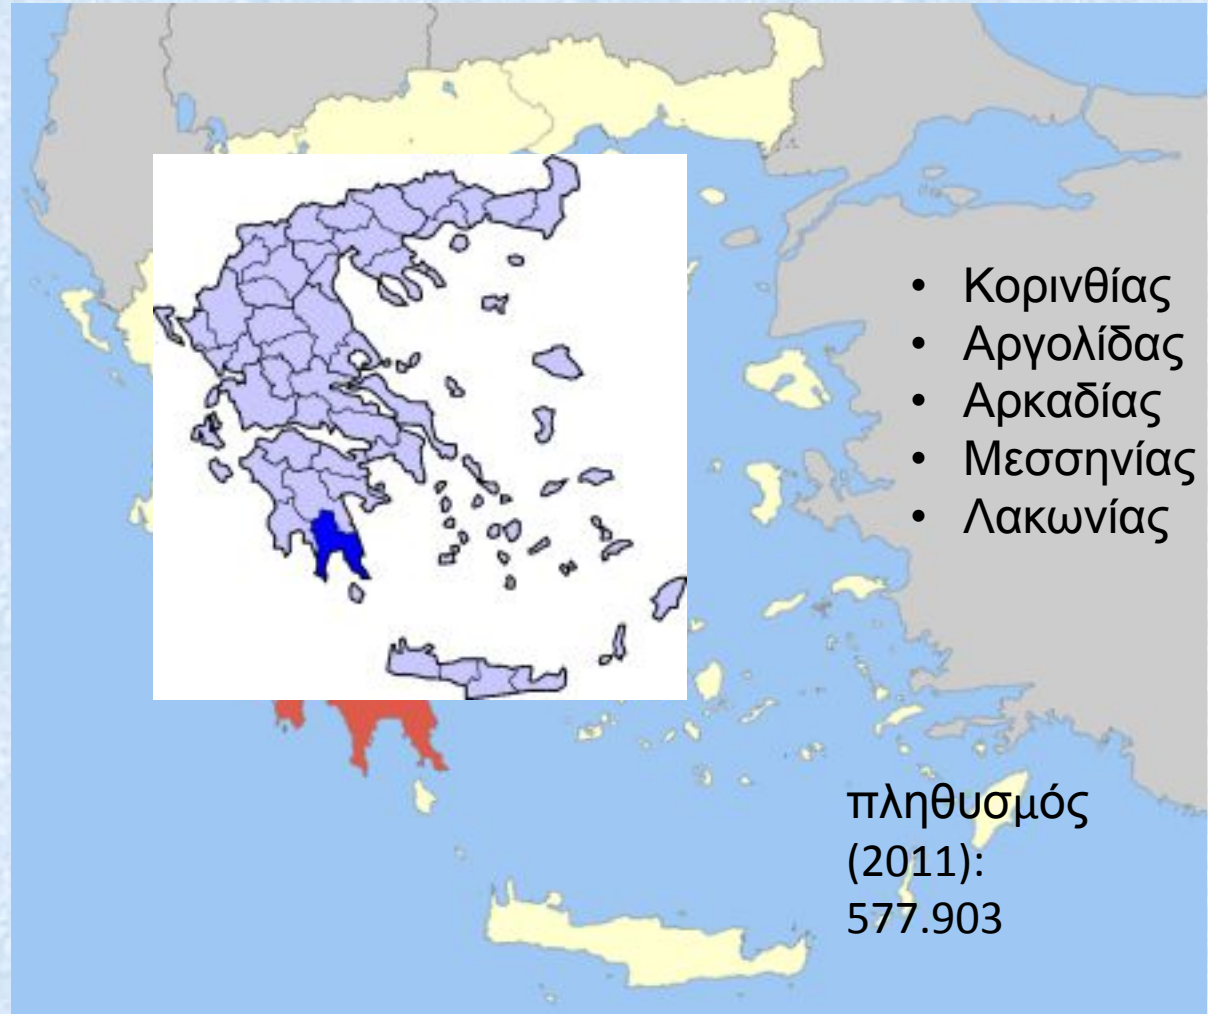 • Κορινθίας
• Αργολίδας
• Αρκαδίας
• Μεσσηνίας
• Λακωνίας
πληθυσμός
(2011):
577.903